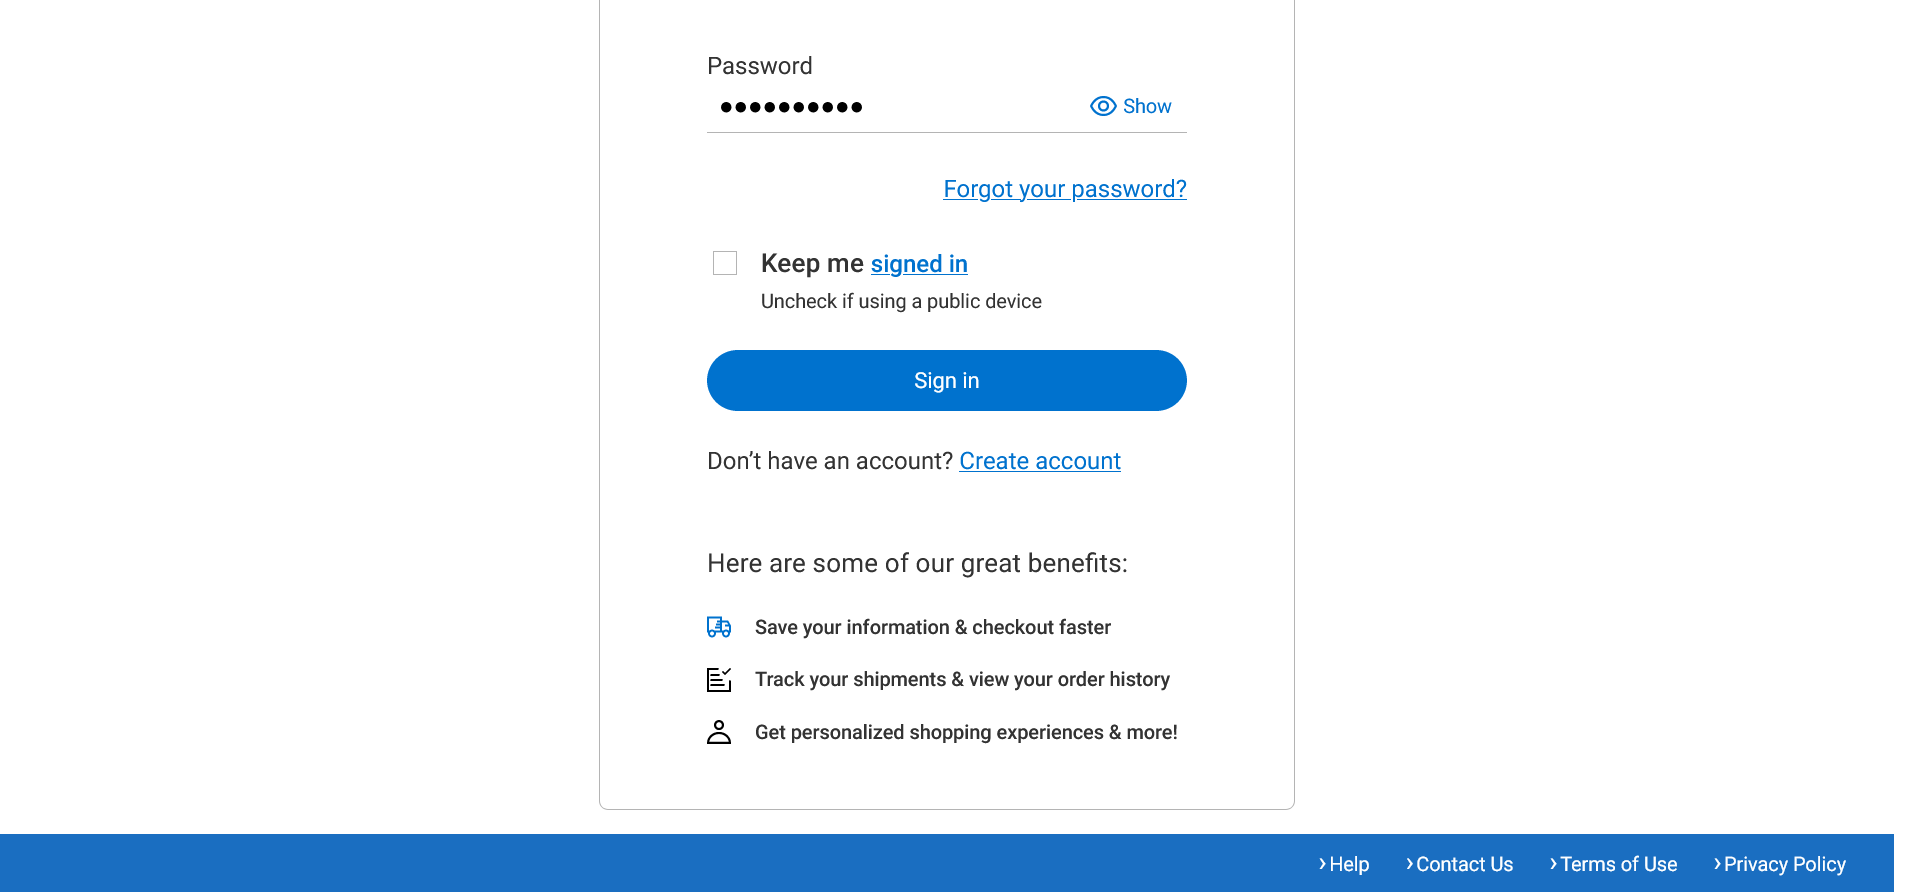 Password
Show
Forgot your password?
Keep me signed in
Uncheck if using a public device
Sign in
Don’t have an account? Create account
Here are some of our great benefits:
Save your information & checkout faster
Track your shipments & view your order history
Get personalized shopping experiences & more!
Help Contact Us Terms of Use Privacy Policy